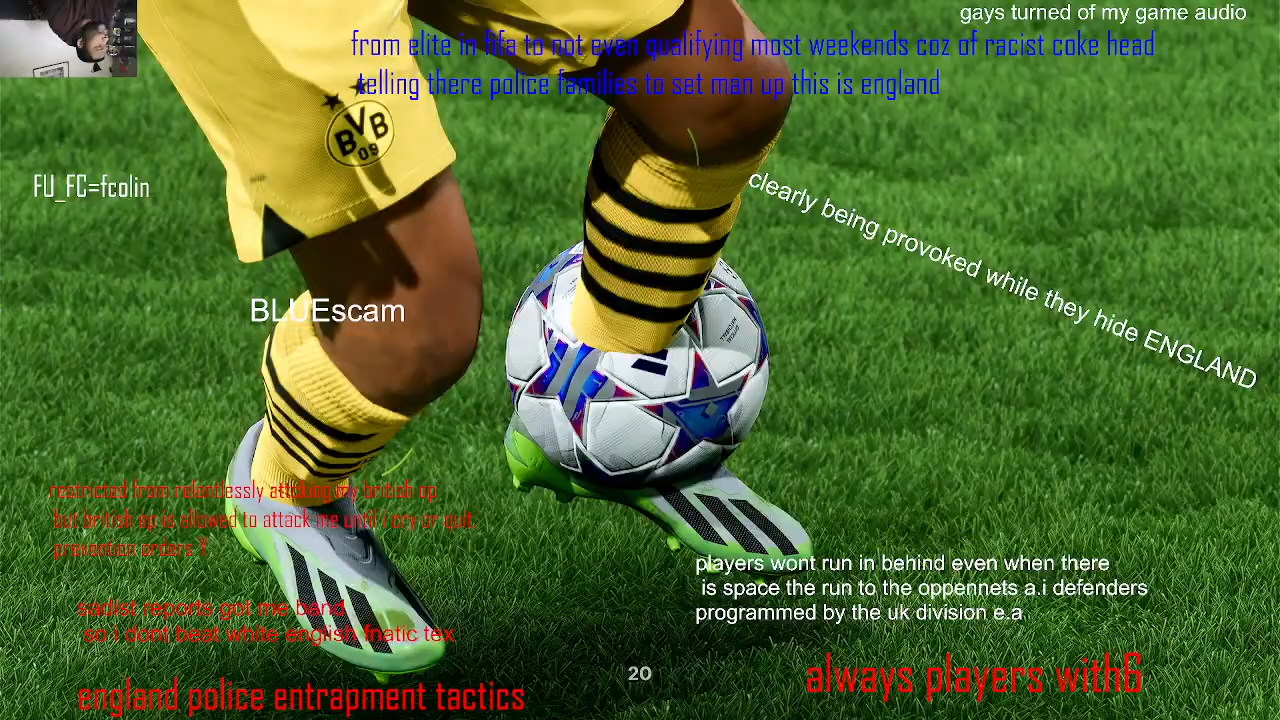 gays turned of my game audio
from elite in fifa to not even qualifying most weekends coz of racist coke head
telling there police families to set man up this is england
BVB
09
FU_FC=fcolin
clearly being provoked while they hide ENGLAND
BLUEscam
restricted from relentlessly attcking my british op
but british op is allowed to attack me until i cry or quit
prevention orders Y
players wont run in behind even when there
is space the run to the oppennets a.i defenders
programmed by the uk division e.a
sadist reports got me band
so i dont beat white english fnatic tex
20
always players with6
england police entrapment tactics